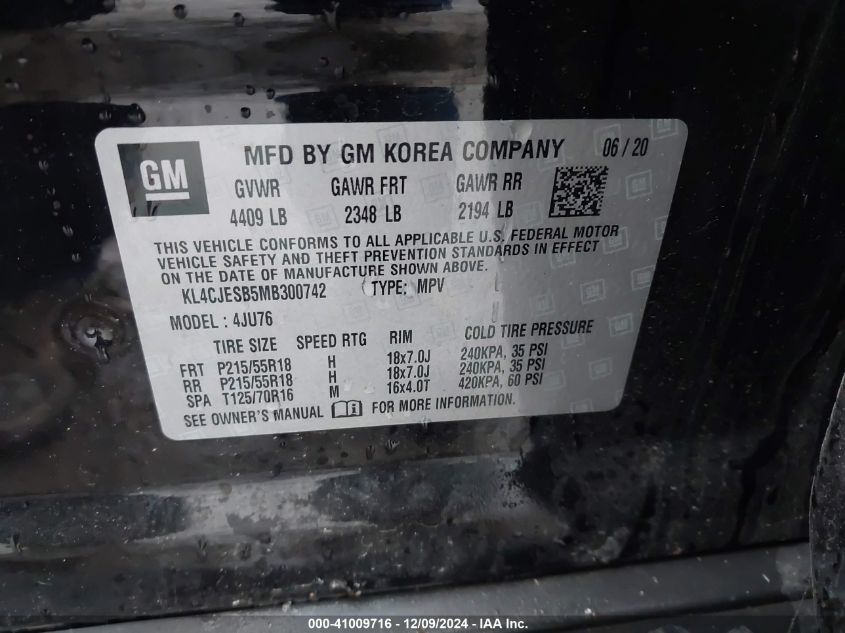 GM
MFD BY GM KOREA COMPANY 06 / 20
GVWR GAWR FRT GAWR RR
4409 LB 2348 LB 2194 LB
THIS VEHICLE CONFORMS TO ALL APPLICABLE U.S. FEDERAL MOTOR
VEHICLE SAFETY AND THEFT PREVENTION STANDARDS IN EFFECT
ON THE DATE OF MANUFACTURE SHOWN ABOVE.
KL4CJESB5MB300742 TYPE: MPV
MODEL : 4JU76
TIRE SIZE SPEED RTG RIM COLD TIRE PRESSURE
FRT P215/55R18 H 18x7.0J 240KPA, 35 PSI
RR P215/55R18 H 18x7.0J 240KPA, 35 PSI
SPA T125/70R16 M 16x4.0T 420KPA, 60 PSI
SEE OWNER'S MANUAL FOR MORE INFORMATION.
000-41009716 - 12/09/2024 - IAA Inc.